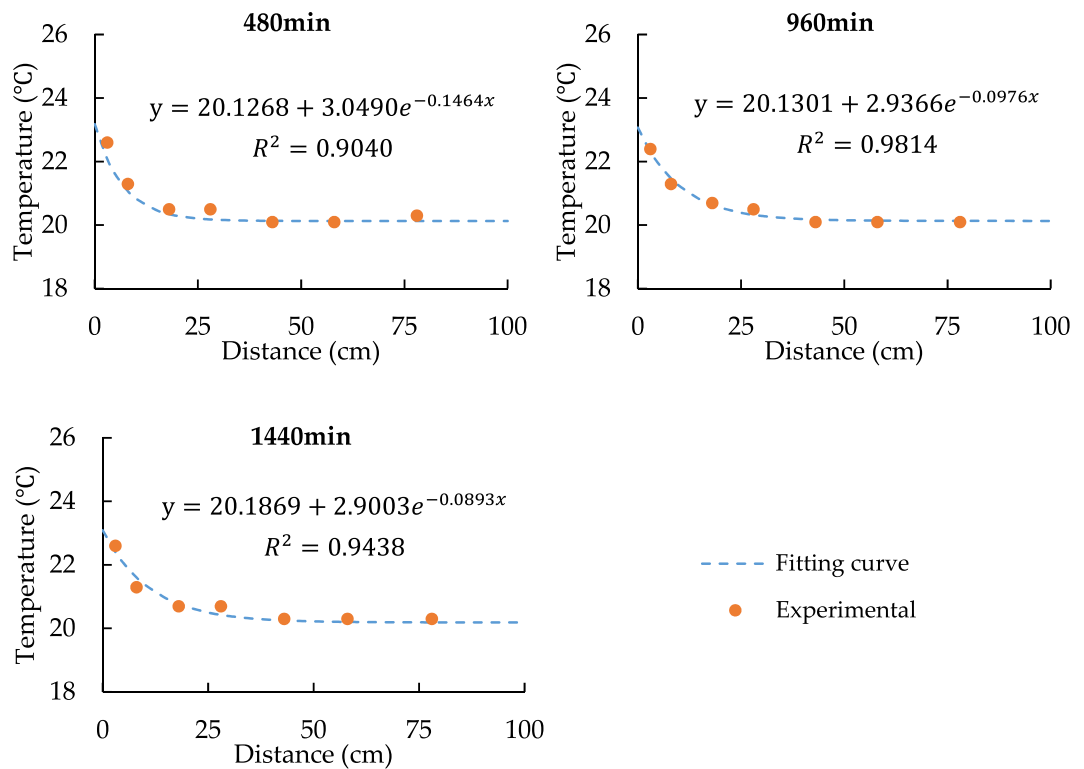 480min
26
24
22
20
18
Temperature (°C)
y = 20.1268 + 3.0490e^{-0.1464x}
R² = 0.9040
0 25 50 75 100
Distance (cm)
960min
26
24
22
20
18
Temperature (°C)
y = 20.1301 + 2.9366e^{-0.0976x}
R² = 0.9814
0 25 50 75 100
Distance (cm)
1440min
26
24
22
20
18
Temperature (°C)
y = 20.1869 + 2.9003e^{-0.0893x}
R² = 0.9438
0 25 50 75 100
Distance (cm)
Fitting curve
Experimental